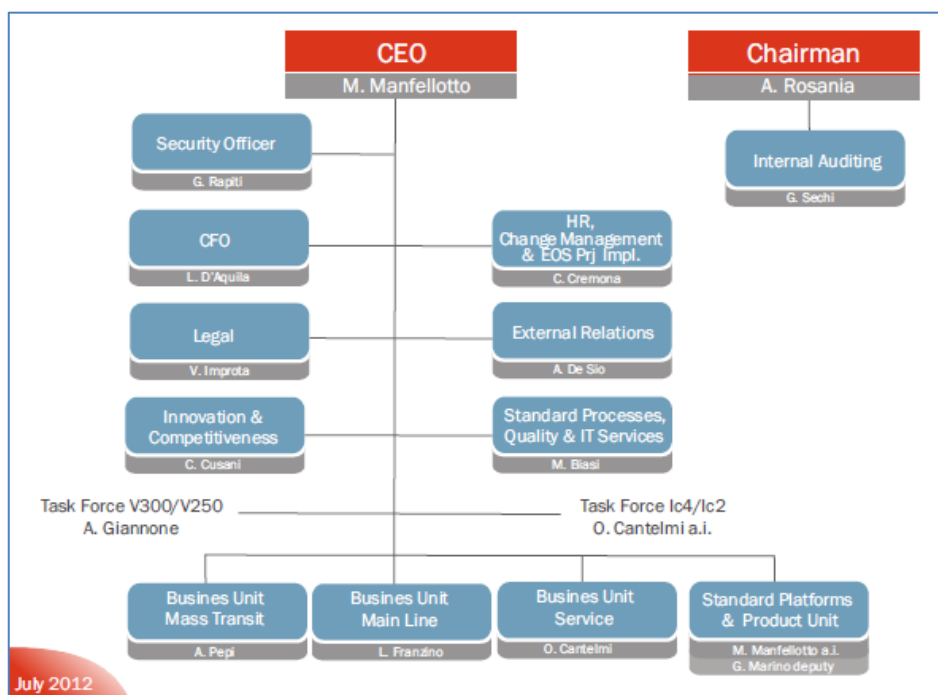 CEO
M. Manfellotto
Chairman
A. Rosania
Security Officer
G. Rapiti
Internal Auditing
G. Sechi
CFO
L. D'Aquila
HR,
Change Management
& EOS Prj Impl.
C. Cremona
Legal
V. Improta
External Relations
A. De Sio
Innovation &
Competitiveness
C. Cusani
Standard Processes,
Quality & IT Services
M. Biasi
Task Force V300/V250
A. Giannone
Task Force Ic4/Ic2
O. Cantelmi a.i.
Busines Unit
Mass Transit
A. Pepi
Busines Unit
Main Line
L. Franzino
Busines Unit
Service
O. Cantelmi
Standard Platforms
& Product Unit
M. Manfellotto a.i.
G. Marino deputy
July 2012